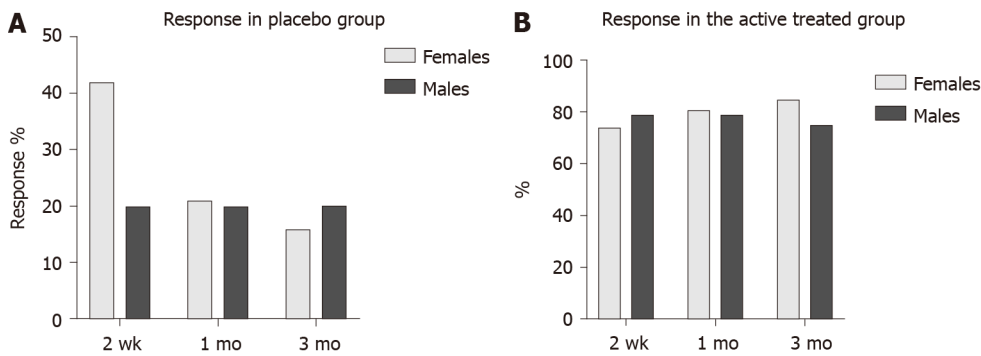 A
Response in placebo group
50
40
30
20
10
0
Response %
Females
Males
2 wk
1 mo
3 mo
B
Response in the active treated group
100
80
60
40
20
0
%
Females
Males
2 wk
1 mo
3 mo